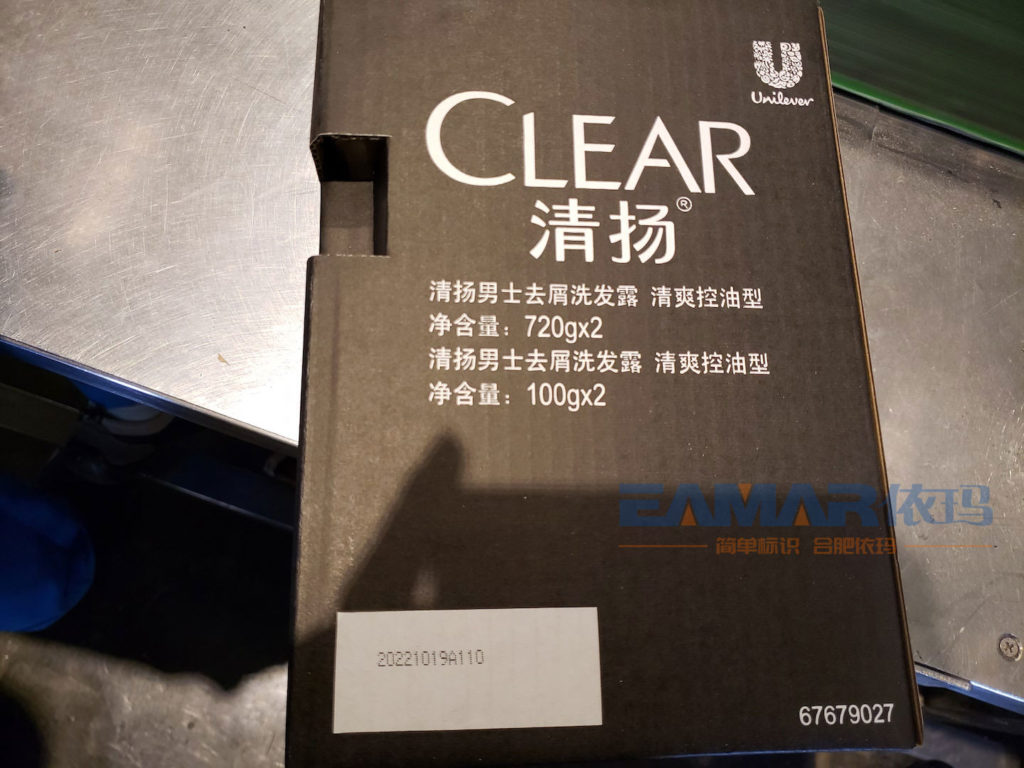 Unilever
CLEAR
清扬®
清扬男士去屑洗发露 清爽控油型
净含量：720gx2
清扬男士去屑洗发露 清爽控油型
净含量：100gx2
EAMAR依玛
简单标识 合肥依玛
20221019A110
67679027